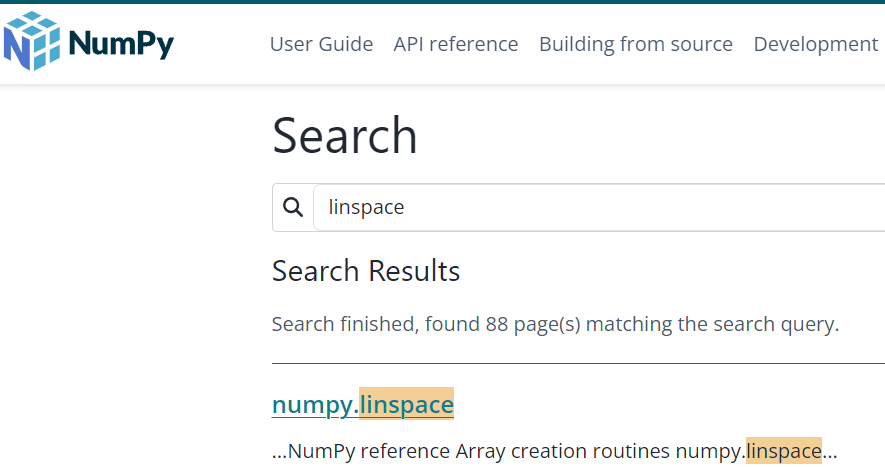 NumPy User Guide API reference Building from source Development
Search
linspace
Search Results
Search finished, found 88 page(s) matching the search query.
numpy.linspace
...NumPy reference Array creation routines numpy.linspace...